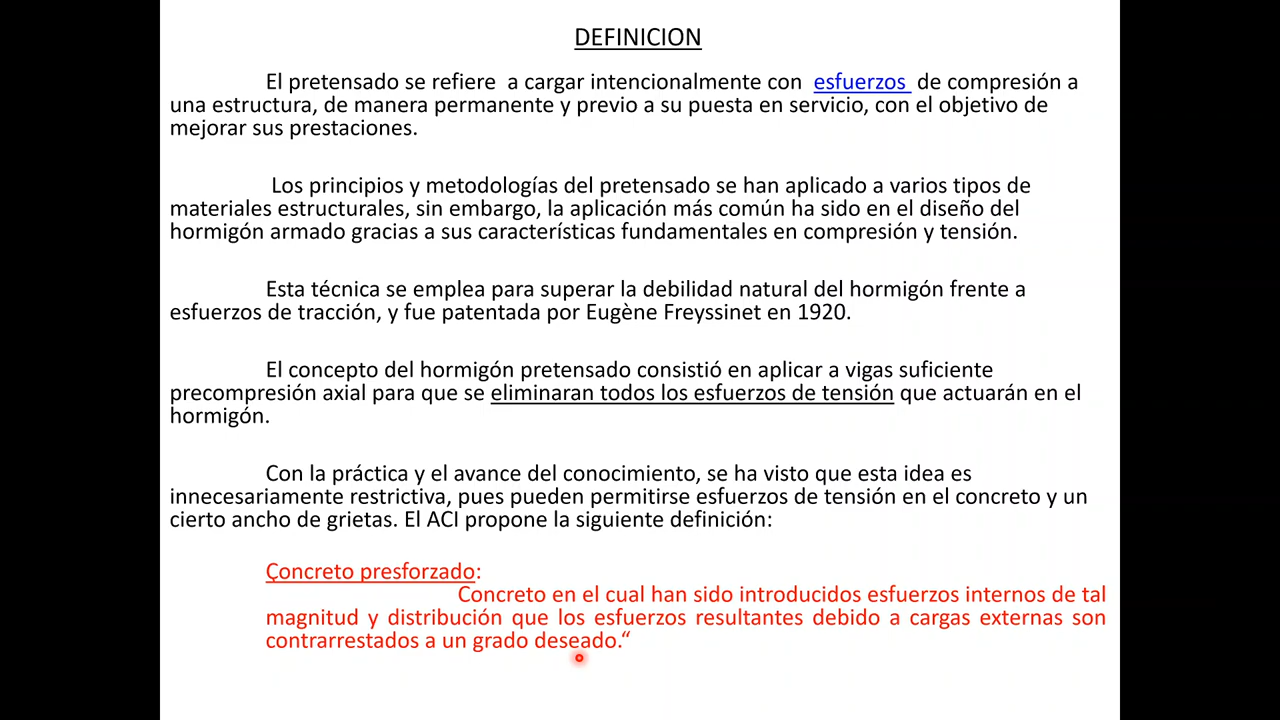 DEFINICION
El pretensado se refiere a cargar intencionalmente con esfuerzos de compresión a
una estructura, de manera permanente y previo a su puesta en servicio, con el objetivo de
mejorar sus prestaciones.
Los principios y metodologías del pretensado se han aplicado a varios tipos de
materiales estructurales, sin embargo, la aplicación más común ha sido en el diseño del
hormigón armado gracias a sus características fundamentales en compresión y tensión.
Esta técnica se emplea para superar la debilidad natural del hormigón frente a
esfuerzos de tracción, y fue patentada por Eugène Freyssinet en 1920.
El concepto del hormigón pretensado consistió en aplicar a vigas suficiente
precompresión axial para que se eliminaran todos los esfuerzos de tensión que actuarán en el
hormigón.
Con la práctica y el avance del conocimiento, se ha visto que esta idea es
innecesariamente restrictiva, pues pueden permitirse esfuerzos de tensión en el concreto y un
cierto ancho de grietas. El ACI propone la siguiente definición:
Concreto presforzado:
Concreto en el cual han sido introducidos esfuerzos internos de tal
magnitud y distribución que los esfuerzos resultantes debido a cargas externas son
contrarrestados a un grado deseado.“